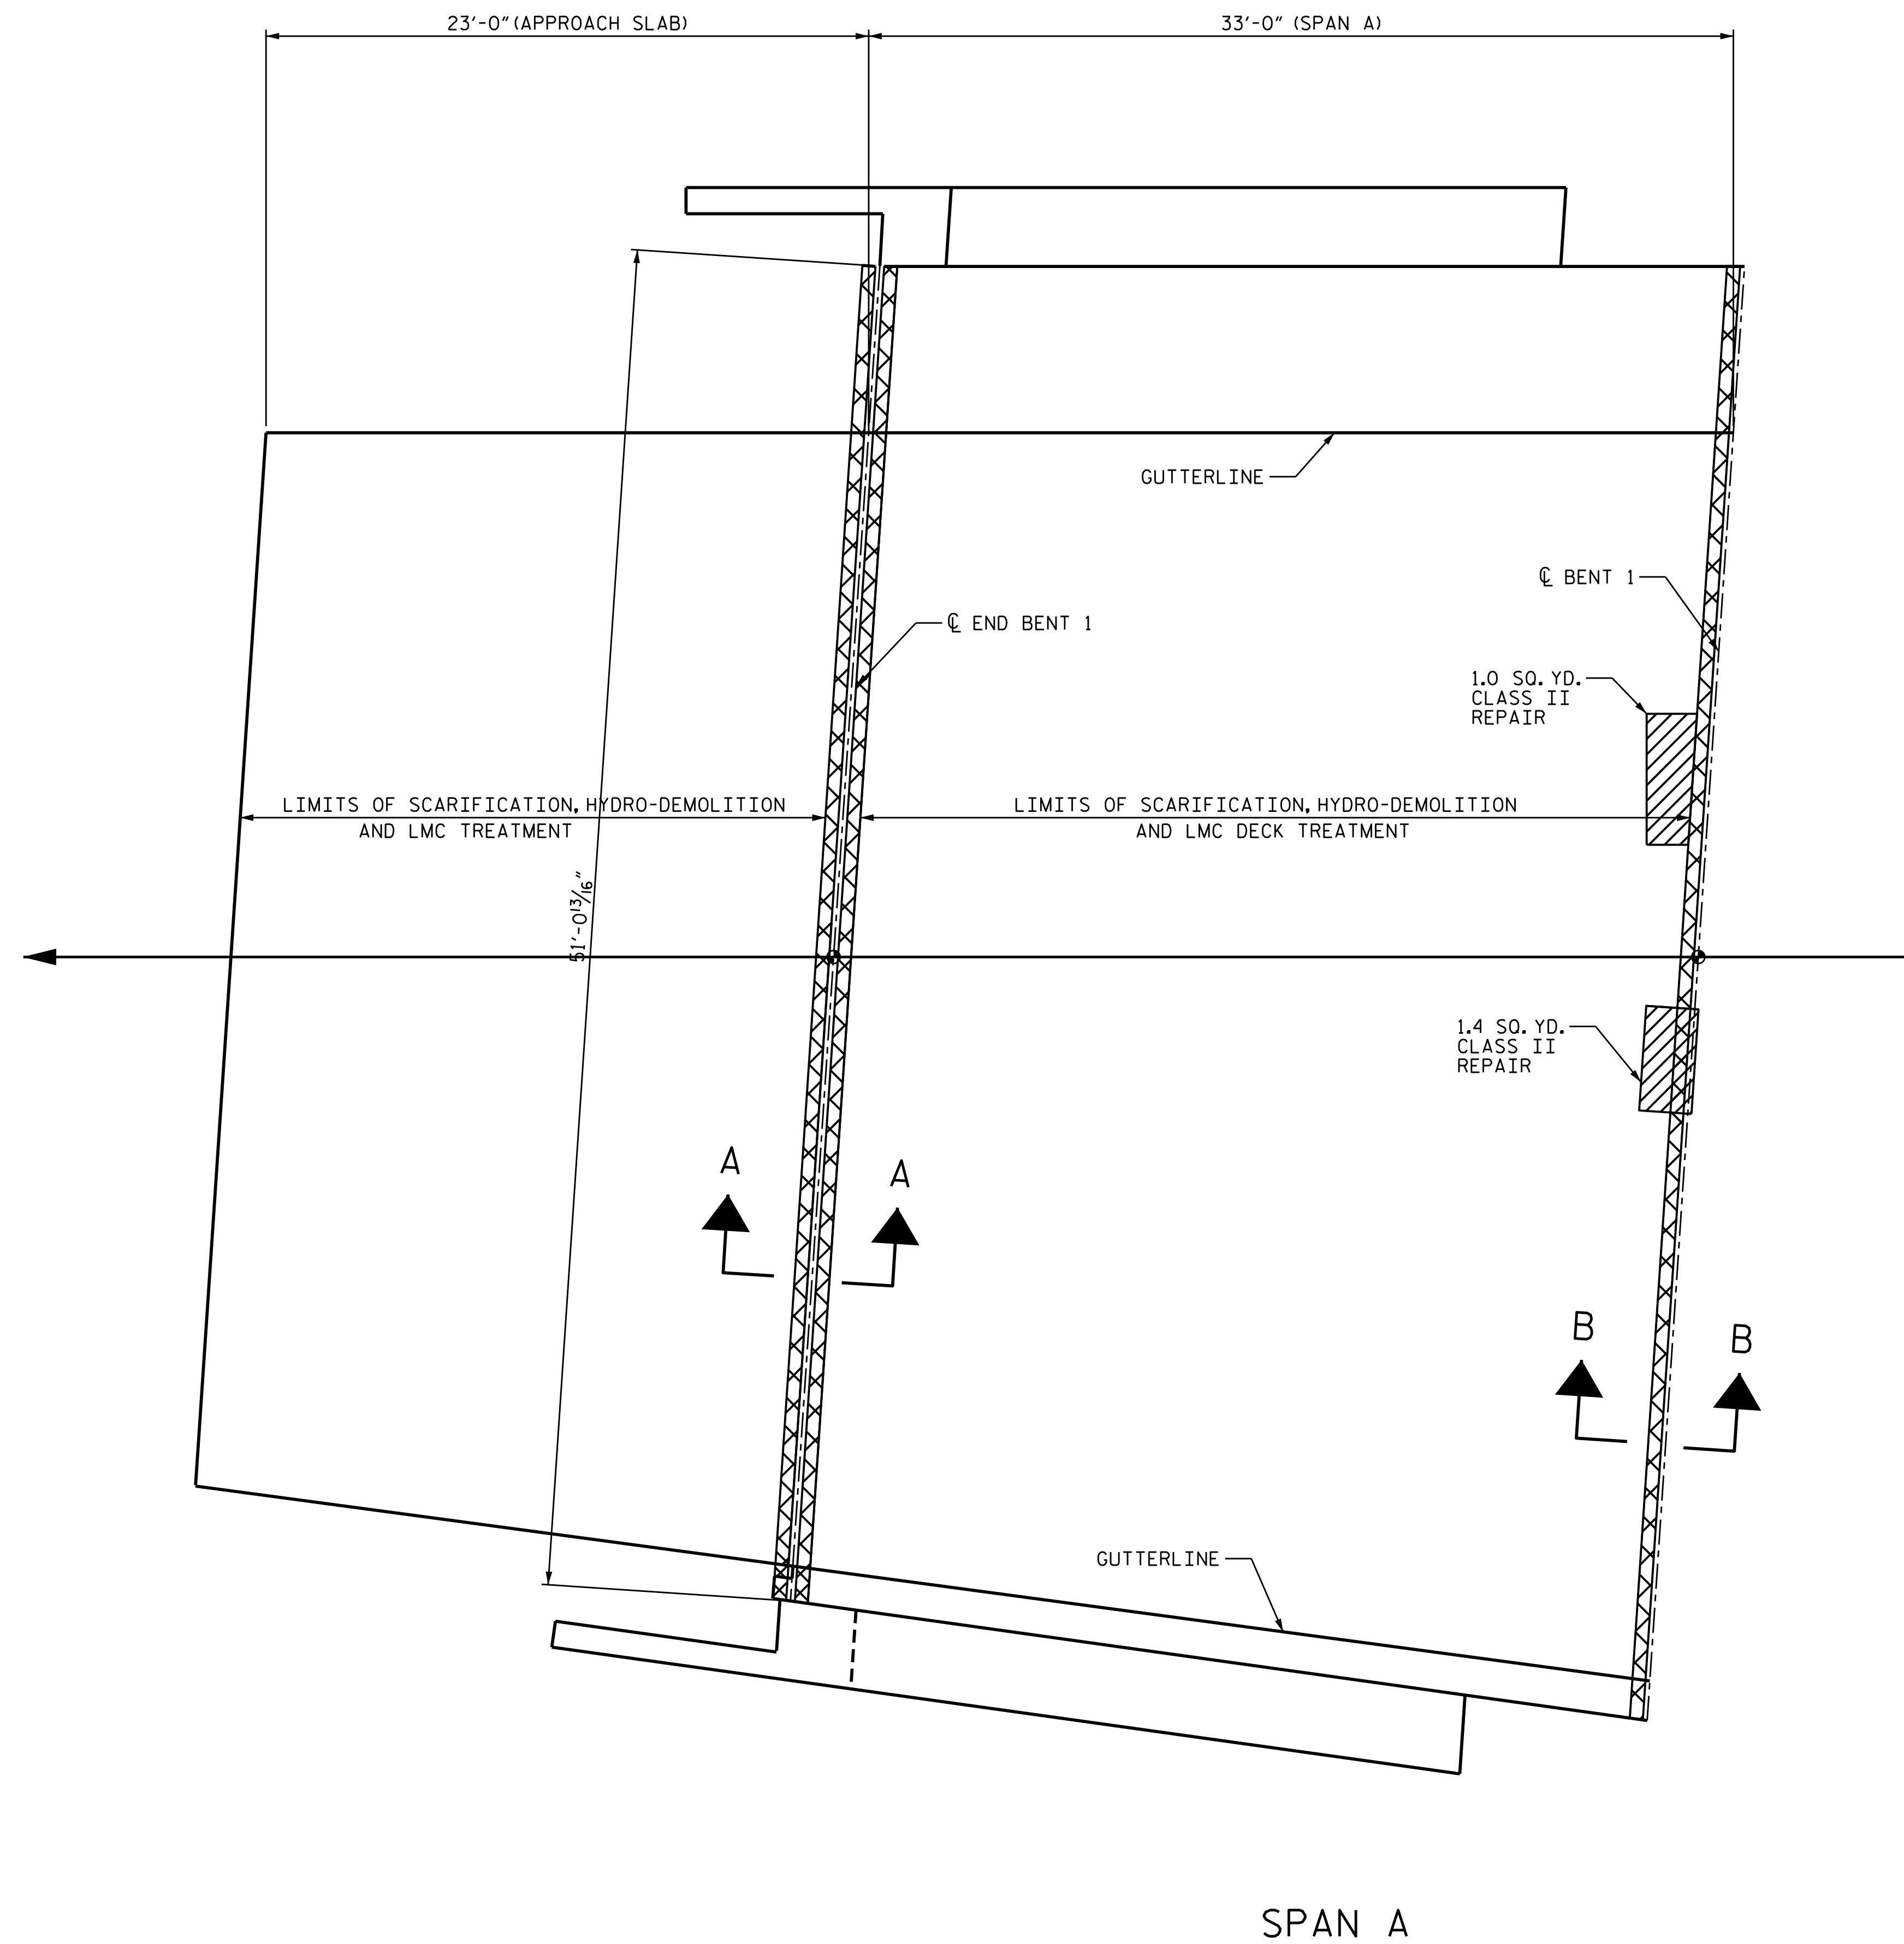 23'-0" (APPROACH SLAB)
33'-0" (SPAN A)
GUTTERLINE
℄ BENT 1
℄ END BENT 1
1.0 SQ. YD.
CLASS II
REPAIR
LIMITS OF SCARIFICATION, HYDRO-DEMOLITION
AND LMC TREATMENT
LIMITS OF SCARIFICATION, HYDRO-DEMOLITION
AND LMC DECK TREATMENT
51'-0 13/16"
1.4 SQ. YD.
CLASS II
REPAIR
A
A
B
B
GUTTERLINE
SPAN A